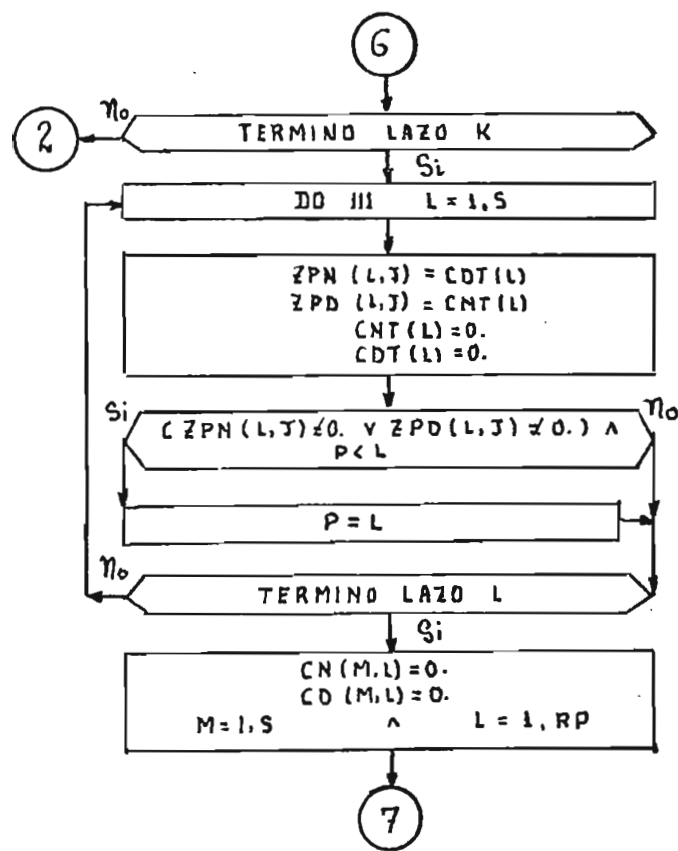 6
No
2
TERMINO LAZO K
Si
DO 111 L = 1, S
ZPN (L,J) = CDT(L)
ZPD (L,J) = CNT(L)
CNT (L) = 0.
CDT (L) = 0.
Si
No
( ZPN(L,J) ≠ 0. ∨ ZPD(L,J) ≠ 0.) ∧
P < L
P = L
No
TERMINO LAZO L
Si
CN (M,L) = 0.
CD (M,L) = 0.
M = 1, S ∧ L = 1, RP
7